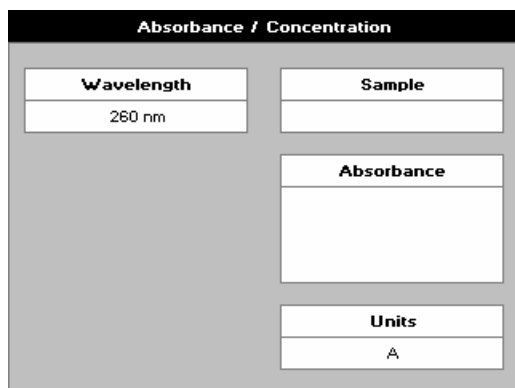 Absorbance / Concentration
Wavelength
260 nm
Sample
Absorbance
Units
A